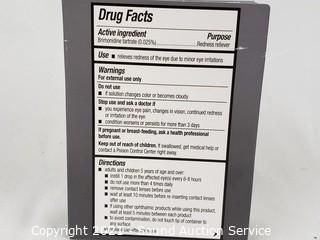 Drug Facts
Active ingredient Purpose
Brimonidine tartrate (0.025%) Redness reliever
Use • relieves redness of the eye due to minor eye irritations
Warnings
For external use only
Do not use
• if solution changes color or becomes cloudy
Stop use and ask a doctor if
• you experience eye pain, changes in vision, continued redness
or irritation of the eye
• condition worsens or persists for more than 3 days
If pregnant or breast-feeding, ask a health professional
before use.
Keep out of reach of children. If swallowed, get medical help or
contact a Poison Control Center right away.
Directions
• adults and children 5 years of age and over:
• instill 1 drop in the affected eye(s) every 6-8 hours
• do not use more than 4 times daily
• remove contact lenses before use
• wait at least 10 minutes before re-inserting contact lenses
after use
• if using other ophthalmic products while using this product,
wait at least 5 minutes between each product
• to avoid contamination, do not touch tip of container to
any surface.
Sound Auction Service